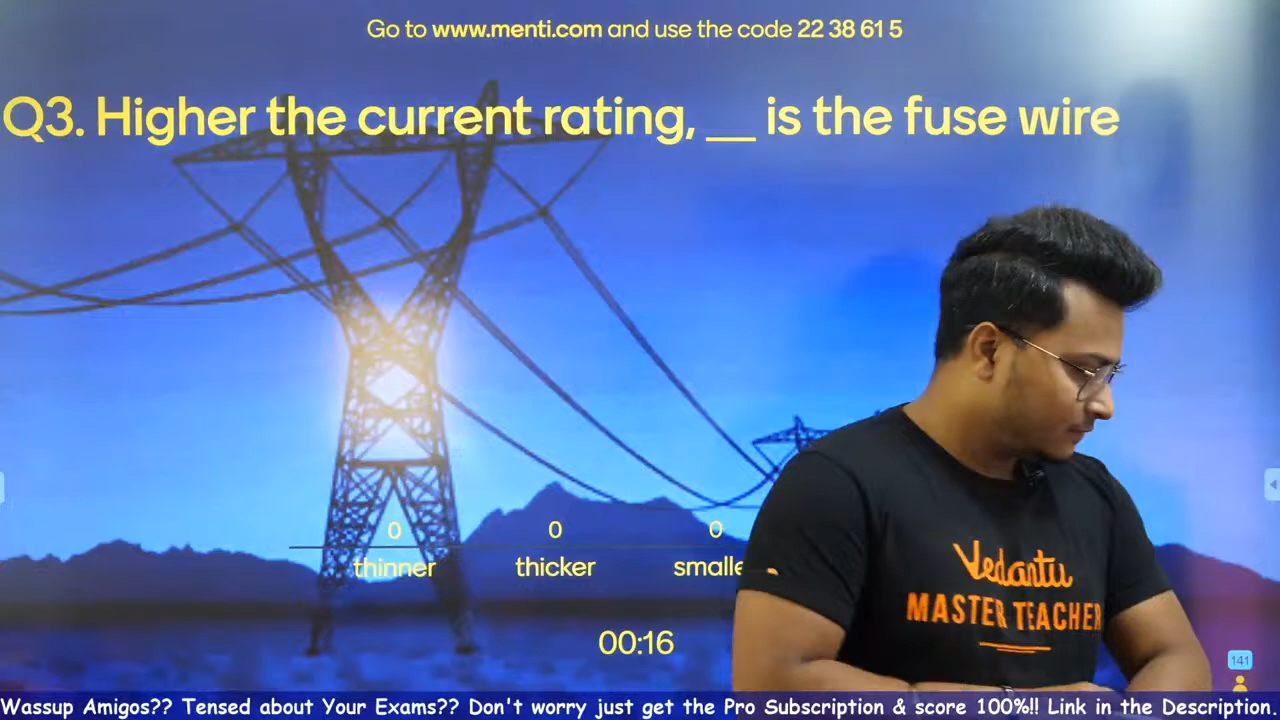 Go to www.menti.com and use the code 22 38 61 5
Q3. Higher the current rating, __ is the fuse wire
0 0 0
thinner thicker smalle
00:16
Vedantu
MASTER TEACHER
141
Wassup Amigos?? Tensed about Your Exams?? Don't worry just get the Pro Subscription & score 100%!! Link in the Description.